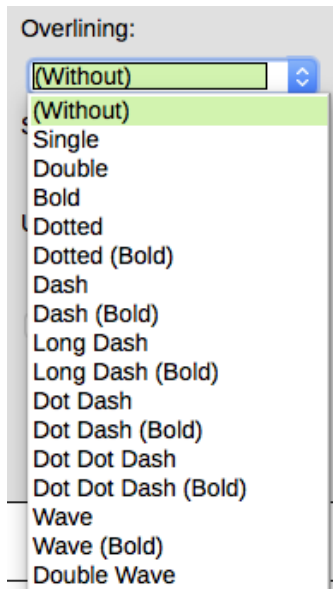 Overlining:
(Without)
(Without)
Single
Double
Bold
Dotted
Dotted (Bold)
Dash
Dash (Bold)
Long Dash
Long Dash (Bold)
Dot Dash
Dot Dash (Bold)
Dot Dot Dash
Dot Dot Dash (Bold)
Wave
Wave (Bold)
Double Wave